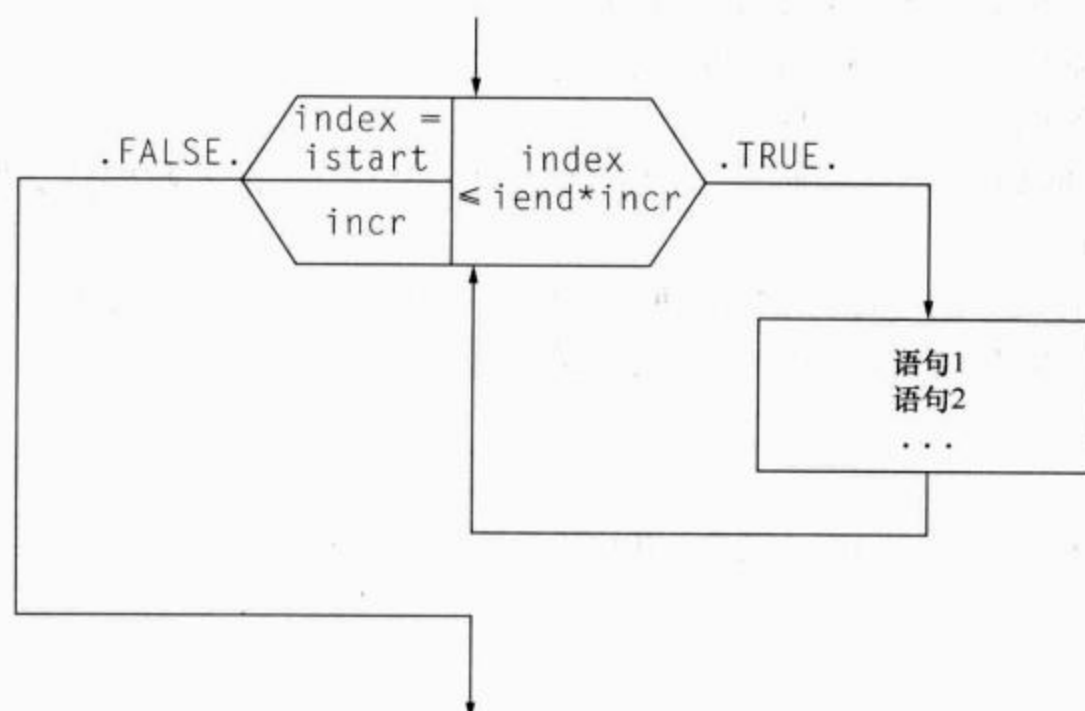 .FALSE.
index =
istart
incr
index
≤ iend*incr
.TRUE.
语句1
语句2
...